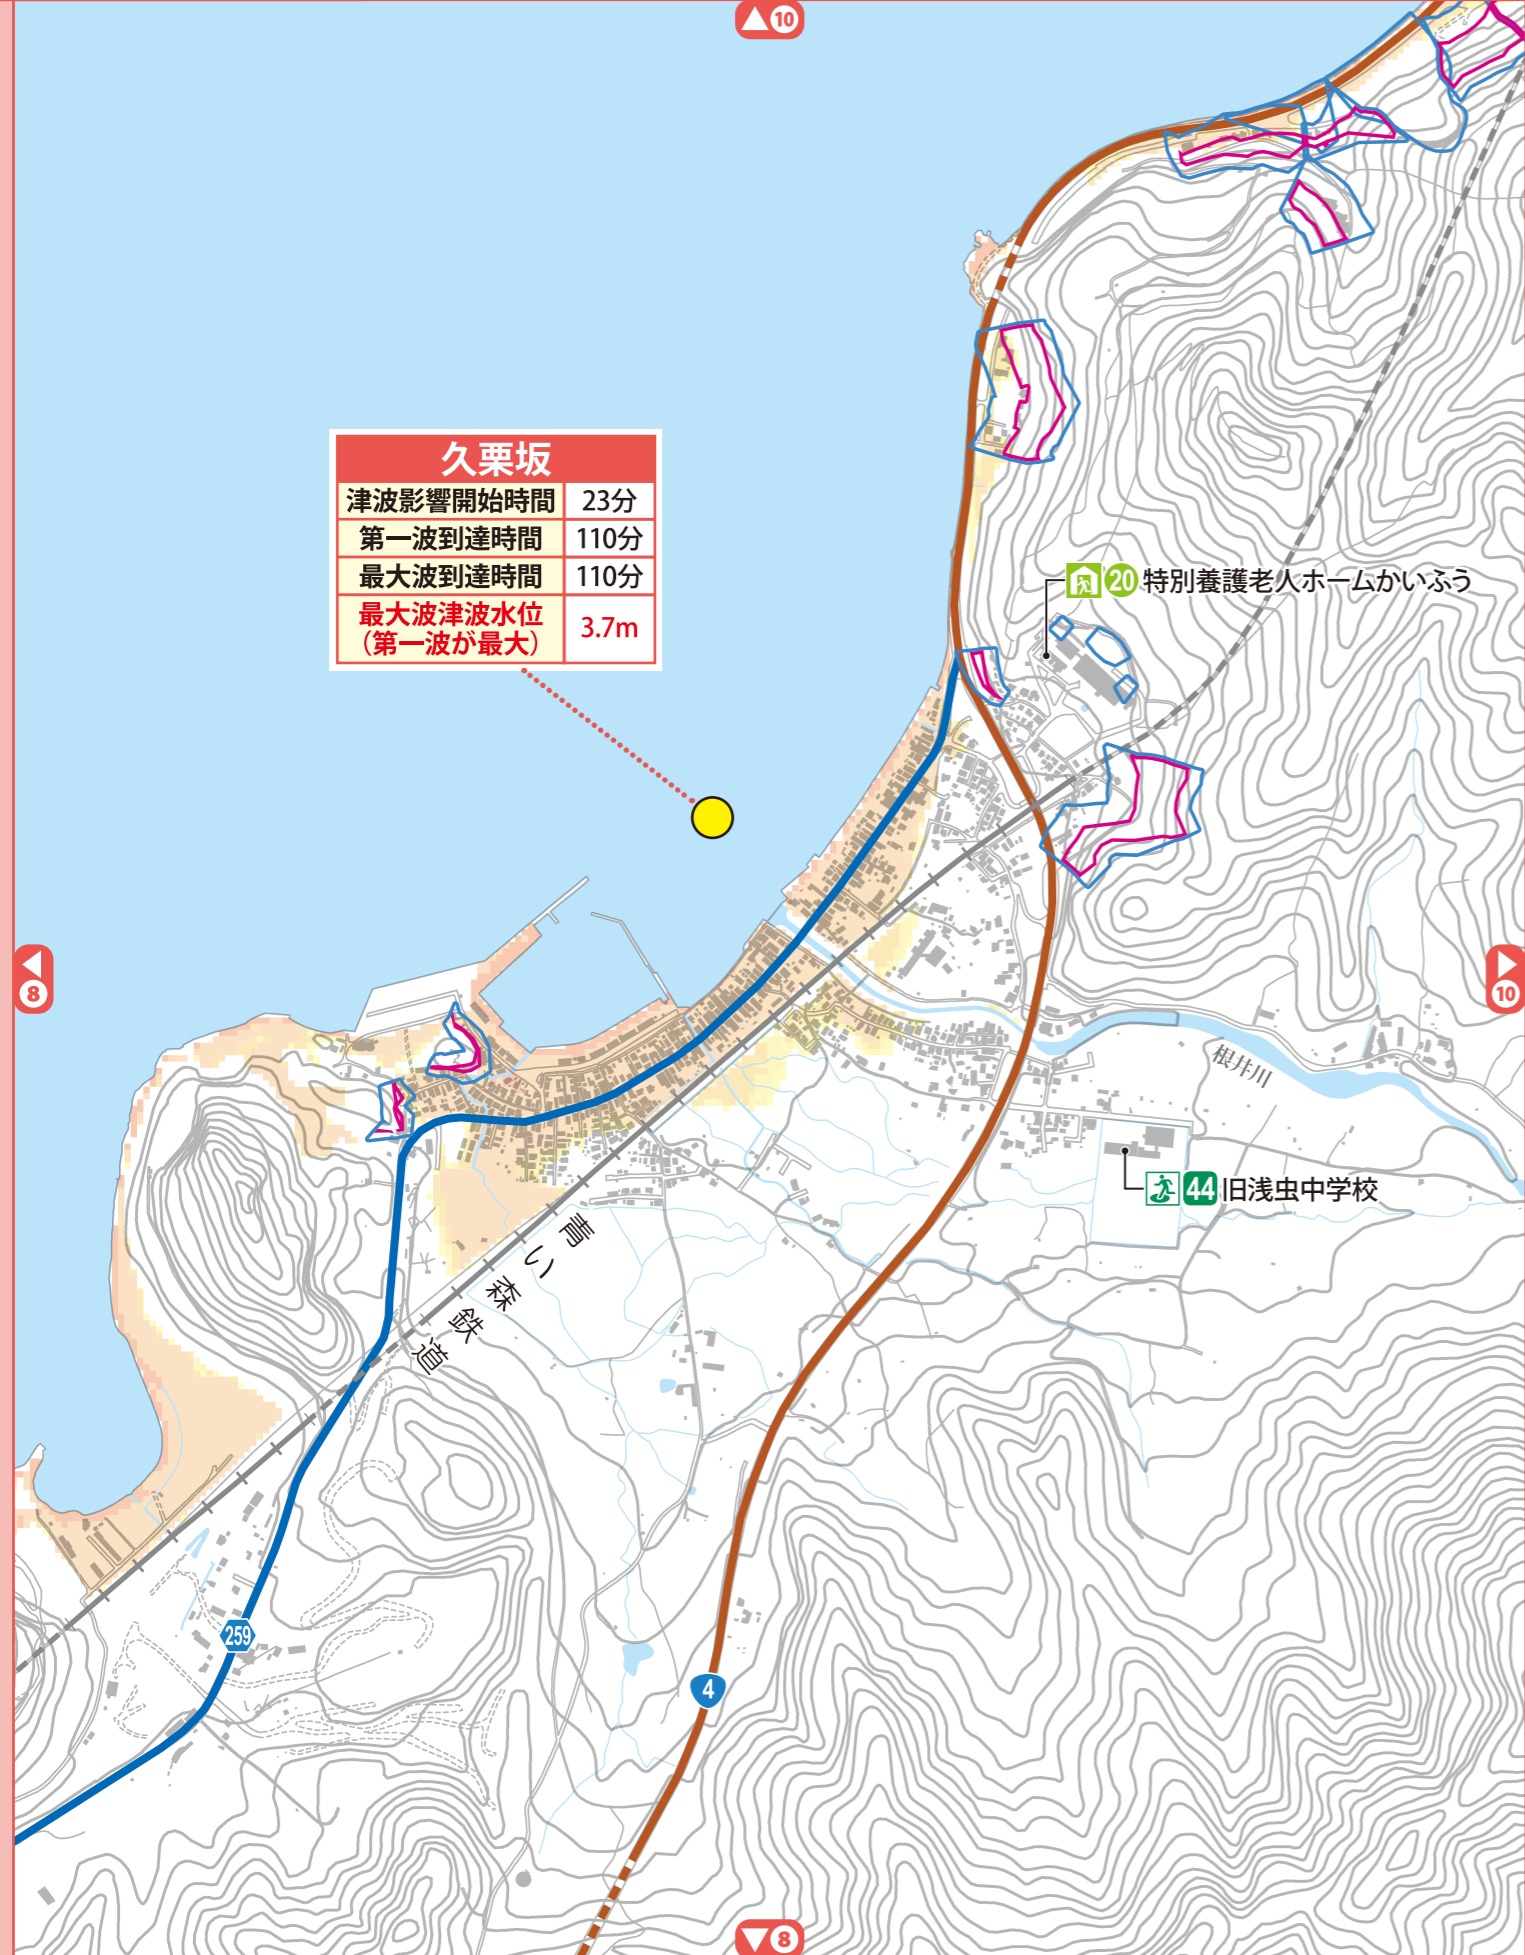 10
久栗坂
津波影響開始時間 23分
第一波到達時間 110分
最大波到達時間 110分
最大波津波水位
（第一波が最大） 3.7m
20 特別養護老人ホームかいふう
8
10
根井川
44 旧浅虫中学校
青い森鉄道
259
4
8